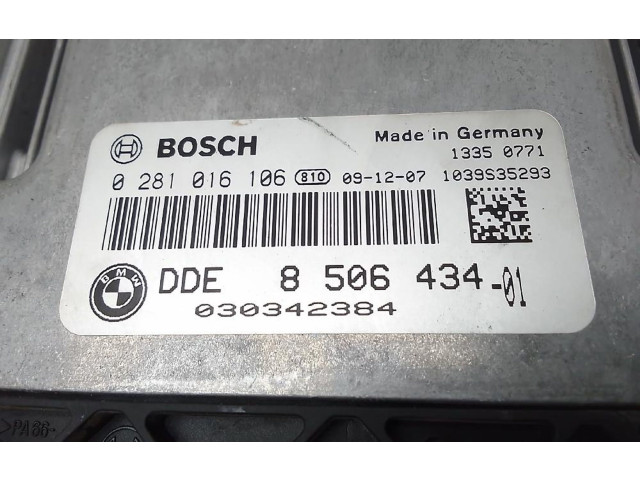 BOSCH Made in Germany
1335 0771
0 281 016 106 810 09-12-07 1039S35293
BMW DDE 8 506 434-01
030342384